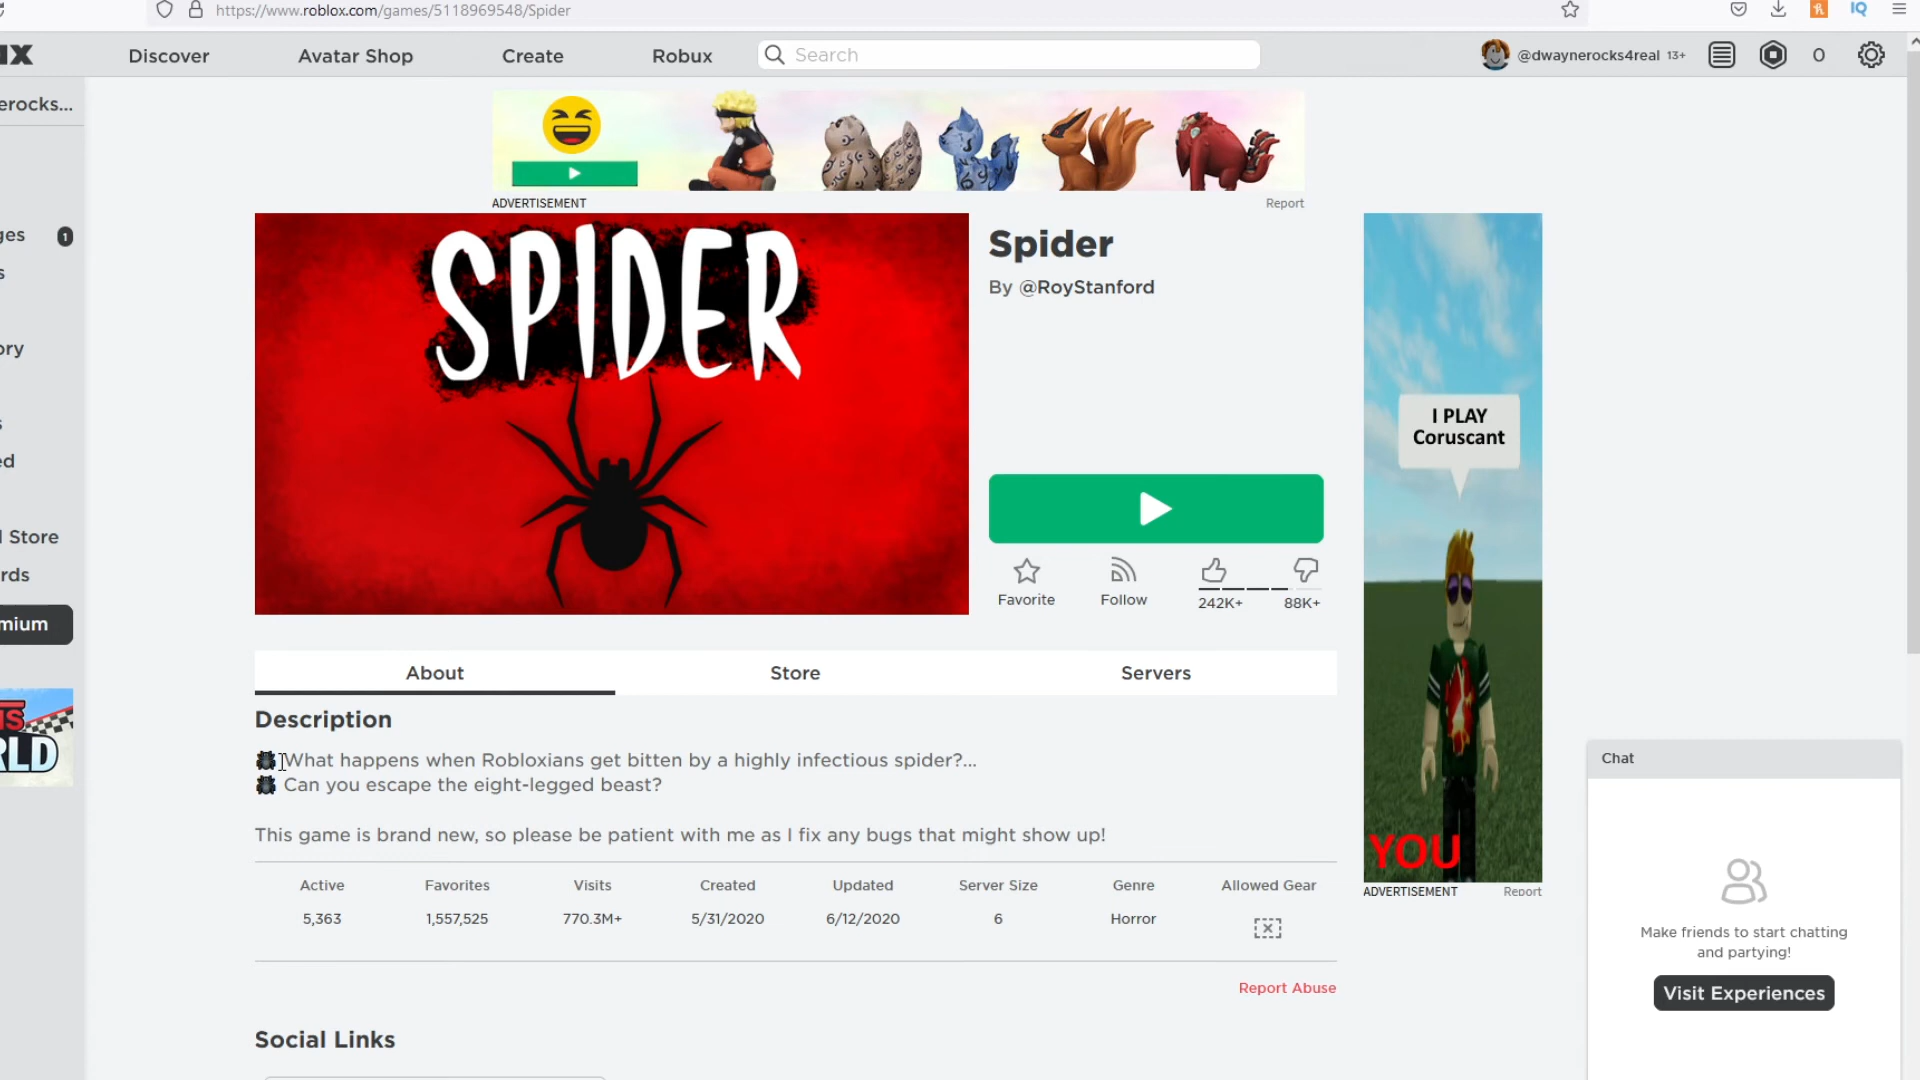 https://www.roblox.com/games/5118969548/Spider
IQ
Discover
Avatar Shop
Create
Robux
Search
@dwaynerocks4real 13+
0
erocks...
ges 1
s
ory
s
ed
l Store
rds
mium
ADVERTISEMENT
Report
SPIDER
Spider
By @RoyStanford
Favorite
Follow
242K+
88K+
I PLAY
Coruscant
YOU
ADVERTISEMENT
Report
About
Store
Servers
Description
What happens when Robloxians get bitten by a highly infectious spider?...
Can you escape the eight-legged beast?
This game is brand new, so please be patient with me as I fix any bugs that might show up!
Active
Favorites
Visits
Created
Updated
Server Size
Genre
Allowed Gear
5,363
1,557,525
770.3M+
5/31/2020
6/12/2020
6
Horror
Report Abuse
Social Links
Chat
Make friends to start chatting
and partying!
Visit Experiences